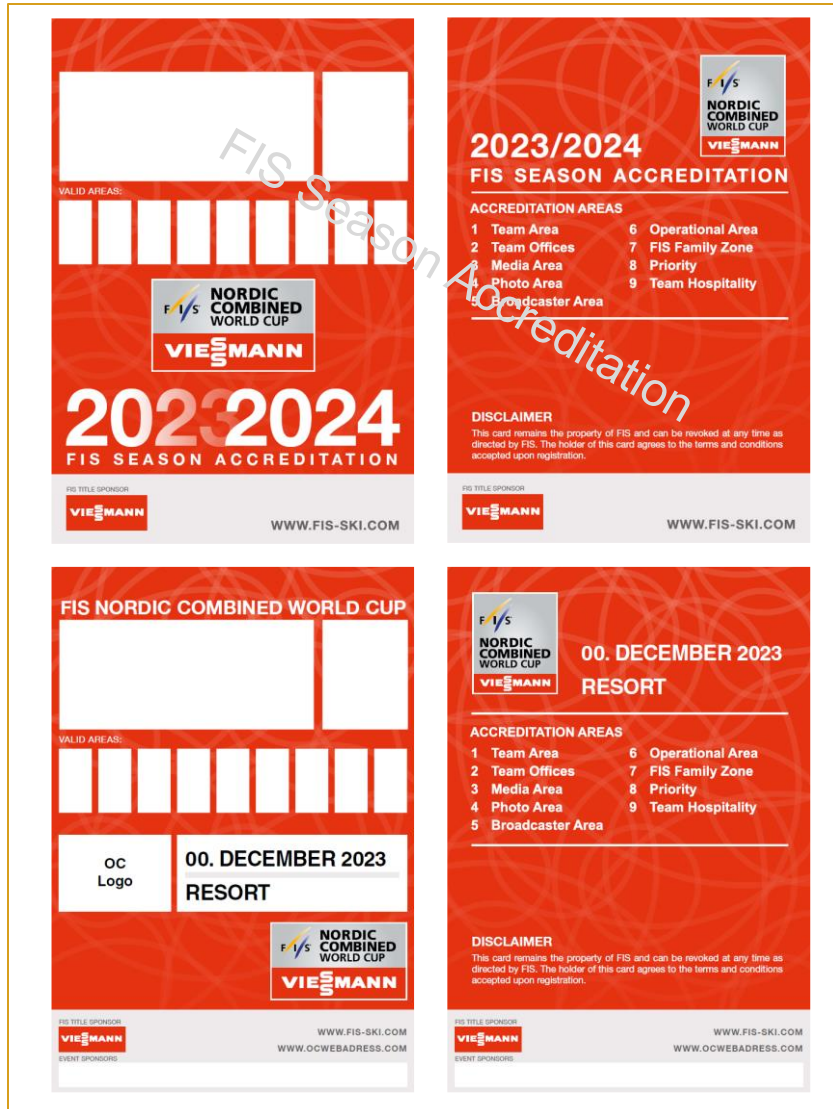 VALID AREAS:
F I S
NORDIC
COMBINED
WORLD CUP
VIESSMANN
20232024
FIS SEASON ACCREDITATION
FIS TITLE SPONSOR
VIESSMANN
WWW.FIS-SKI.COM
FIS Season Accreditation
F I S
NORDIC
COMBINED
WORLD CUP
VIESSMANN
2023/2024
FIS SEASON ACCREDITATION
ACCREDITATION AREAS
1 Team Area
2 Team Offices
3 Media Area
4 Photo Area
5 Broadcaster Area
6 Operational Area
7 FIS Family Zone
8 Priority
9 Team Hospitality
DISCLAIMER
This card remains the property of FIS and can be revoked at any time as
directed by FIS. The holder of this card agrees to the terms and conditions
accepted upon registration.
FIS TITLE SPONSOR
VIESSMANN
WWW.FIS-SKI.COM
FIS NORDIC COMBINED WORLD CUP
VALID AREAS:
OC
Logo
00. DECEMBER 2023
RESORT
F I S
NORDIC
COMBINED
WORLD CUP
VIESSMANN
FIS TITLE SPONSOR
VIESSMANN
EVENT SPONSORS
WWW.FIS-SKI.COM
WWW.OCWEBADRESS.COM
F I S
NORDIC
COMBINED
WORLD CUP
VIESSMANN
00. DECEMBER 2023
RESORT
ACCREDITATION AREAS
1 Team Area
2 Team Offices
3 Media Area
4 Photo Area
5 Broadcaster Area
6 Operational Area
7 FIS Family Zone
8 Priority
9 Team Hospitality
DISCLAIMER
This card remains the property of FIS and can be revoked at any time as
directed by FIS. The holder of this card agrees to the terms and conditions
accepted upon registration.
FIS TITLE SPONSOR
VIESSMANN
EVENT SPONSORS
WWW.FIS-SKI.COM
WWW.OCWEBADRESS.COM